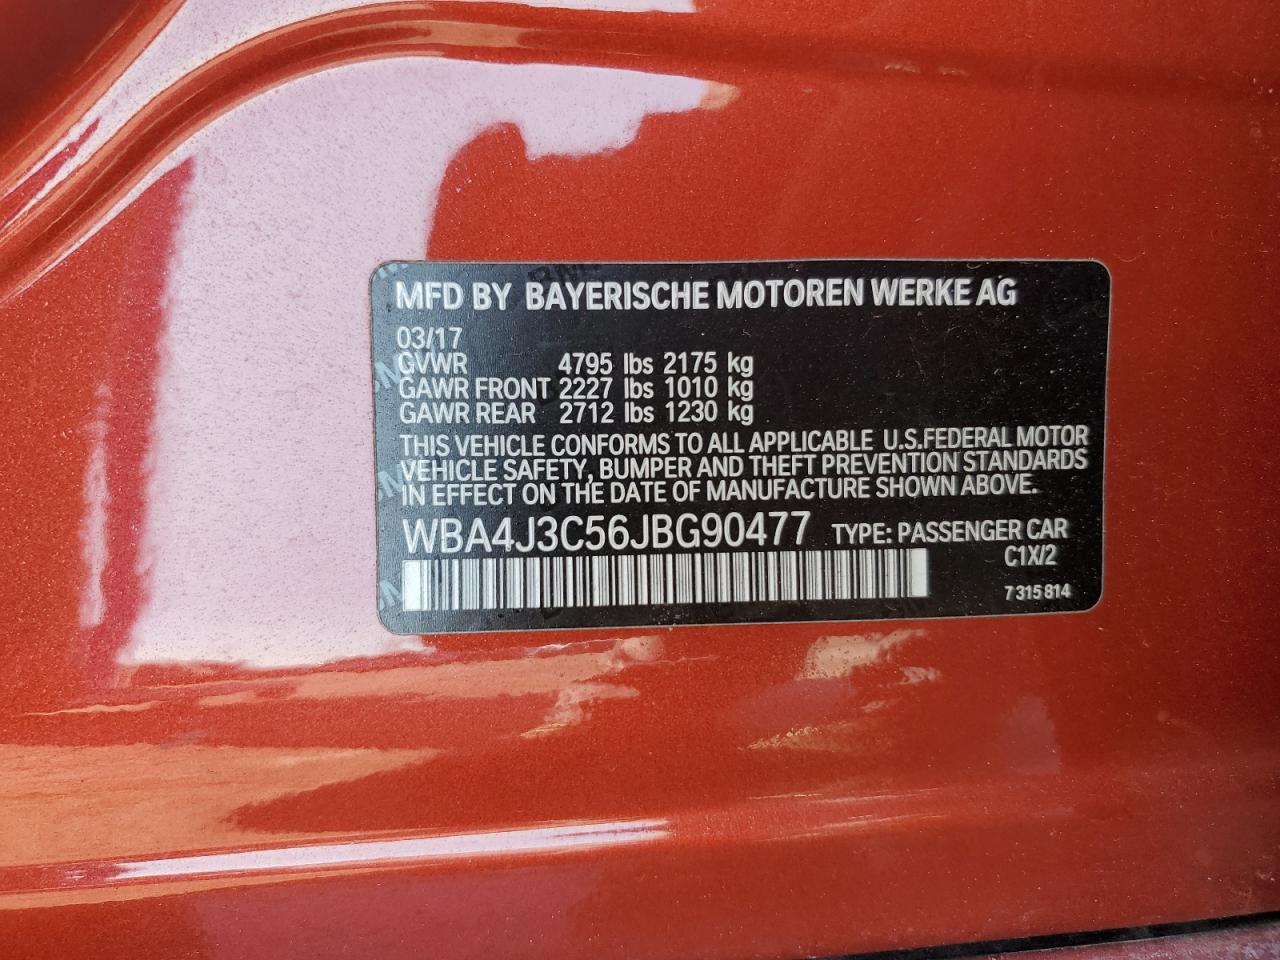 MFD BY BAYERISCHE MOTOREN WERKE AG
03/17
GVWR 4795 lbs 2175 kg
GAWR FRONT 2227 lbs 1010 kg
GAWR REAR 2712 lbs 1230 kg
THIS VEHICLE CONFORMS TO ALL APPLICABLE U.S.FEDERAL MOTOR
VEHICLE SAFETY, BUMPER AND THEFT PREVENTION STANDARDS
IN EFFECT ON THE DATE OF MANUFACTURE SHOWN ABOVE.
WBA4J3C56JBG90477 TYPE: PASSENGER CAR
C1X/2
7 315 814